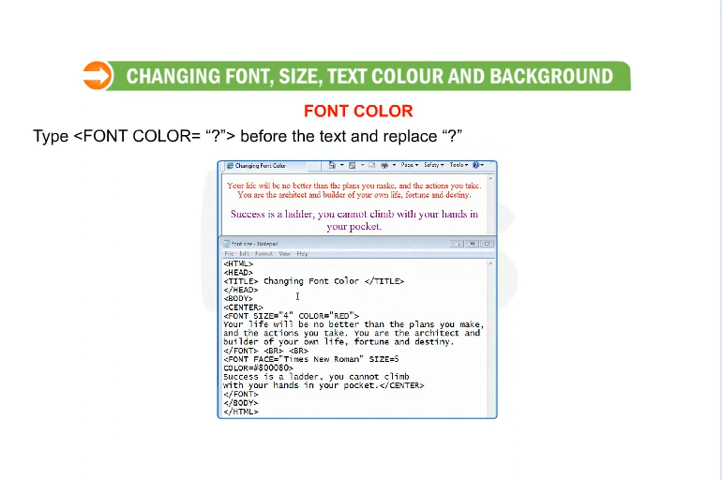 CHANGING FONT, SIZE, TEXT COLOUR AND BACKGROUND
FONT COLOR
Type <FONT COLOR= “?”> before the text and replace “?”
Changing Font Color
Page Safety Tools
Your life will be no better than the plans you make, and the actions you take.
You are the architect and builder of your own life, fortune and destiny.
Success is a ladder, you cannot climb with your hands in
your pocket.
font size - Notepad
File Edit Format View Help
<HTML>
<HEAD>
<TITLE> Changing Font Color </TITLE>
</HEAD>
<BODY>
<CENTER>
<FONT SIZE="4" COLOR="RED">
Your life will be no better than the plans you make,
and the actions you take. You are the architect and
builder of your own life, fortune and destiny.
</FONT> <BR> <BR>
<FONT FACE="Times New Roman" SIZE=5
COLOR=#800080>
Success is a ladder, you cannot climb
with your hands in your pocket.</CENTER>
</FONT>
</BODY>
</HTML>